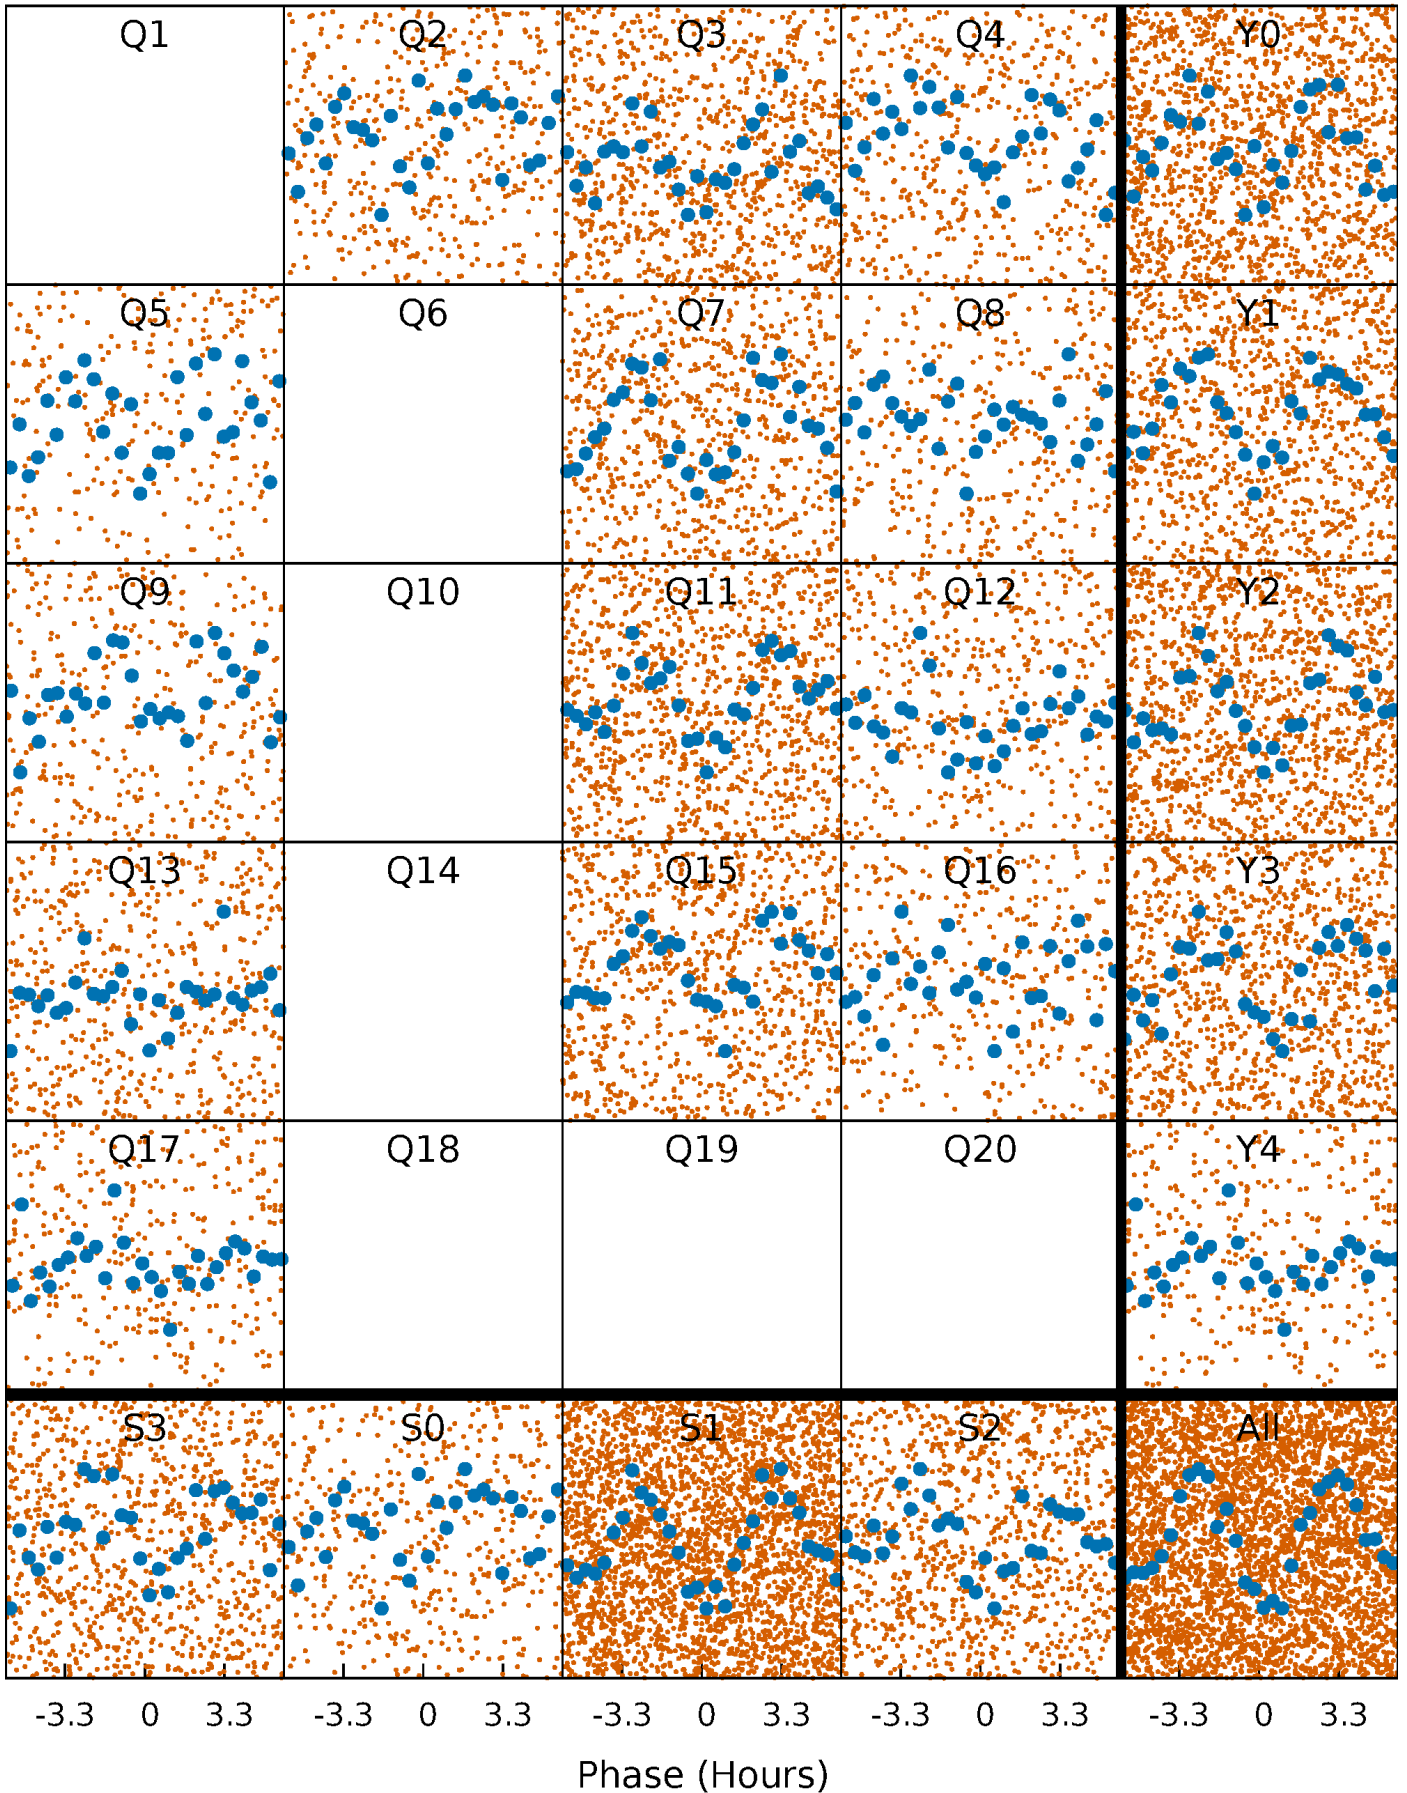 Q1 Q2 Q3 Q4 Y0
Q5 Q6 Q7 Q8 Y1
Q9 Q10 Q11 Q12 Y2
Q13 Q14 Q15 Q16 Y3
Q17 Q18 Q19 Q20 Y4
S3 S0 S1 S2 All
-3.3 0 3.3 -3.3 0 3.3 -3.3 0 3.3 -3.3 0 3.3 -3.3 0 3.3
Phase (Hours)